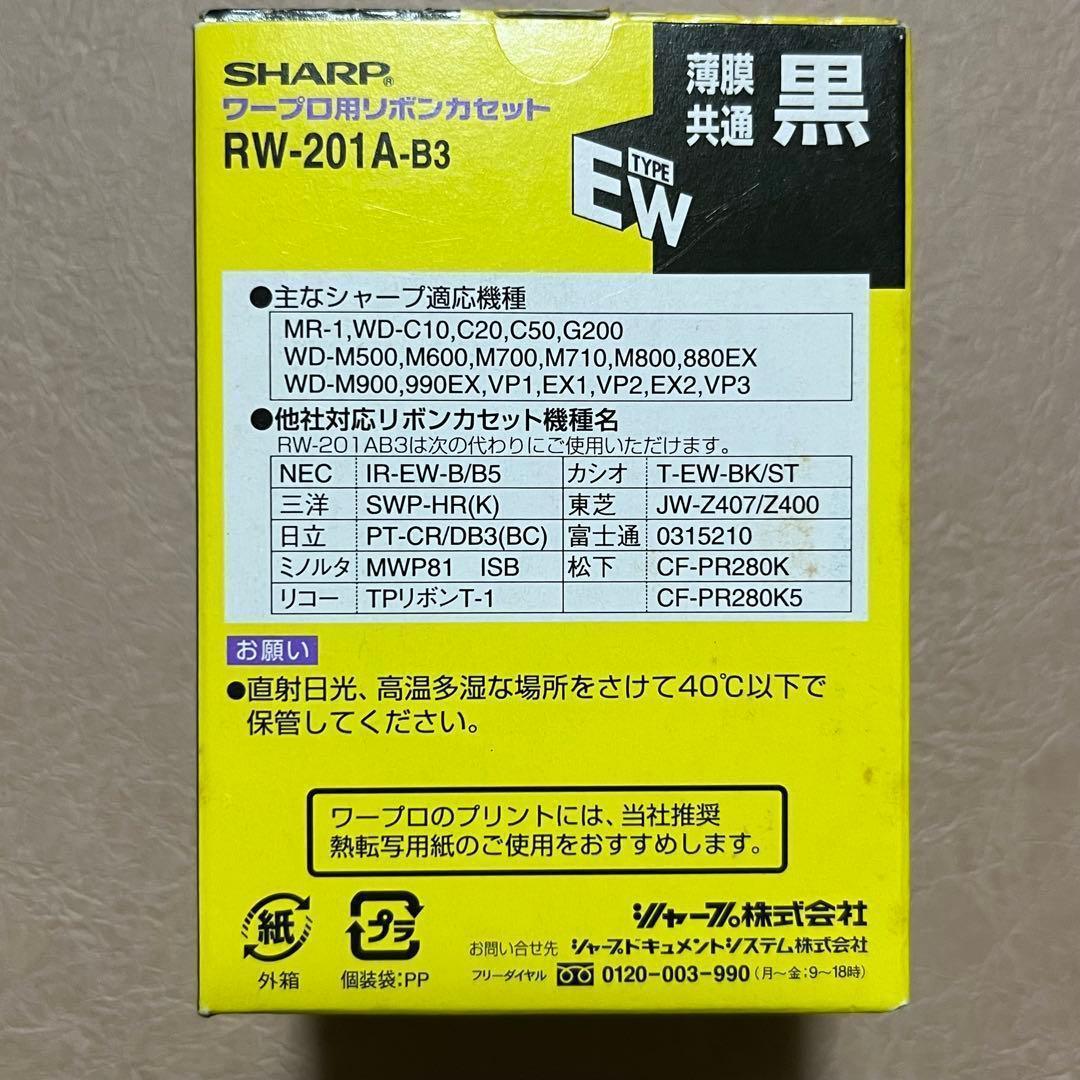 SHARP®
ワープロ用リボンカセット
RW-201A-B3
薄膜
共通
黒
TYPE
EW
●主なシャープ適応機種
MR-1,WD-C10,C20,C50,G200
WD-M500,M600,M700,M710,M800,880EX
WD-M900,990EX,VP1,EX1,VP2,EX2,VP3
●他社対応リボンカセット機種名
RW-201AB3は次の代わりにご使用いただけます。
NEC IR-EW-B/B5 カシオ T-EW-BK/ST
三洋 SWP-HR(K) 東芝 JW-Z407/Z400
日立 PT-CR/DB3(BC) 富士通 0315210
ミノルタ MWP81 ISB 松下 CF-PR280K
リコー TPリボンT-1 CF-PR280K5
お願い
●直射日光、高温多湿な場所をさけて40℃以下で
保管してください。
ワープロのプリントには、当社推奨
熱転写用紙のご使用をおすすめします。
紙
外箱
プラ
個装袋:PP
シャープ株式会社
お問い合せ先 シャープドキュメントシステム株式会社
フリーダイヤル 0120-003-990(月〜金:9〜18時)